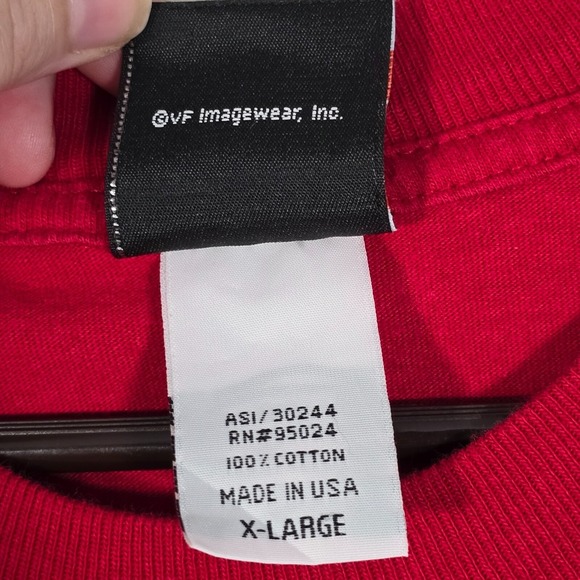 ©VF Imagewear, Inc.
ASI/30244
RN#95024
100% COTTON
MADE IN USA
X-LARGE